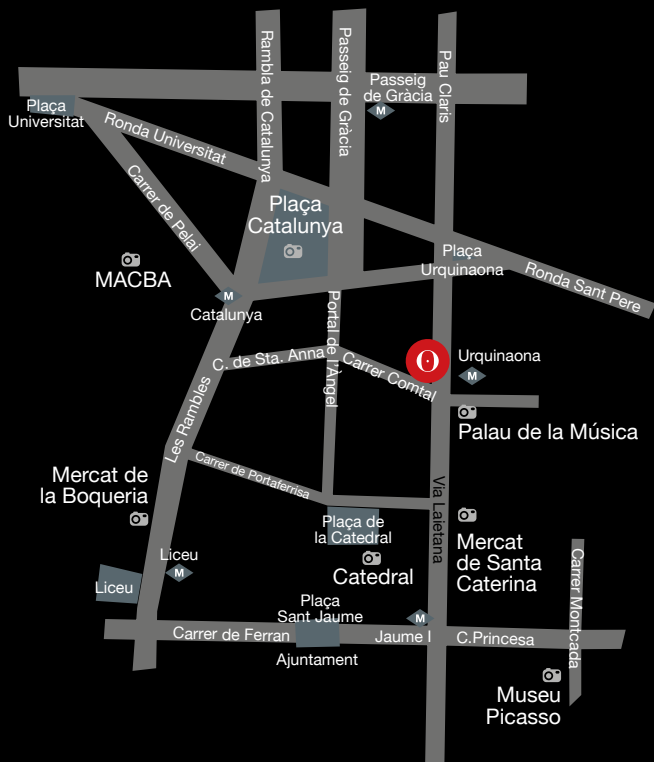 Rambla de Catalunya
Passeig de Gràcia
Pau Claris
Passeig
de Gràcia
M
Plaça
Universitat
Ronda Universitat
Carrer de Pelai
Plaça
Catalunya
MACBA
M
Catalunya
Plaça
Urquinaona
Ronda Sant Pere
Portal de l'Àngel
C. de Sta. Anna
Carrer Comtal
Urquinaona
M
Palau de la Música
Les Rambles
Carrer de Portaferrisa
Mercat de
la Boqueria
Via Laietana
Plaça de
la Catedral
Catedral
Mercat
de Santa
Caterina
Liceu
M
Liceu
Plaça
Sant Jaume
M
Carrer de Ferran
Jaume I
C.Princesa
Carrer Montcada
Ajuntament
Museu
Picasso